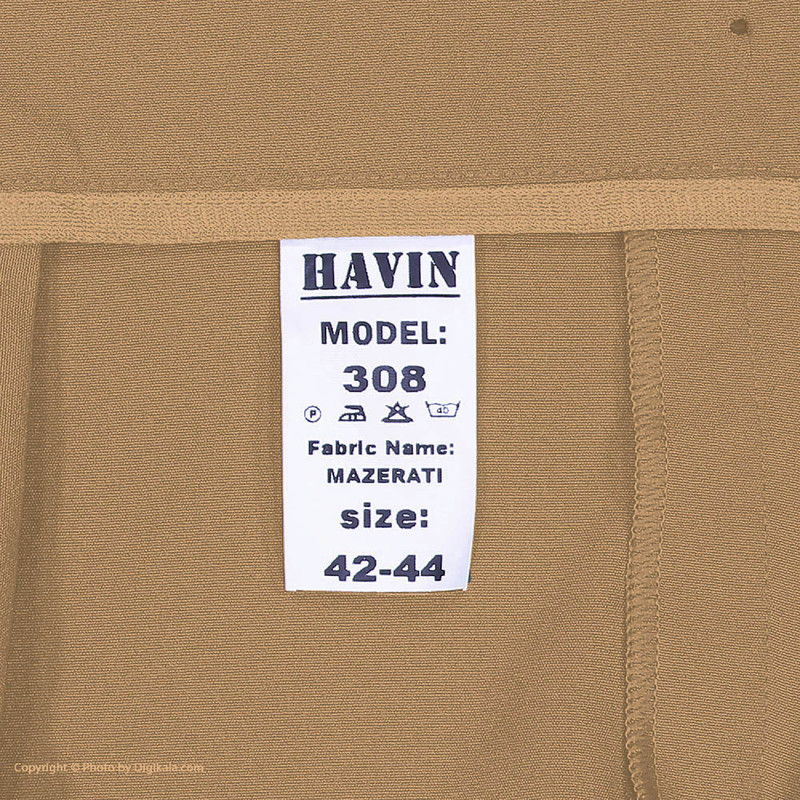 HAVIN
MODEL:
308
P
40
Fabric Name:
MAZERATI
size:
42-44
Copyright © Photo by Digikala.com